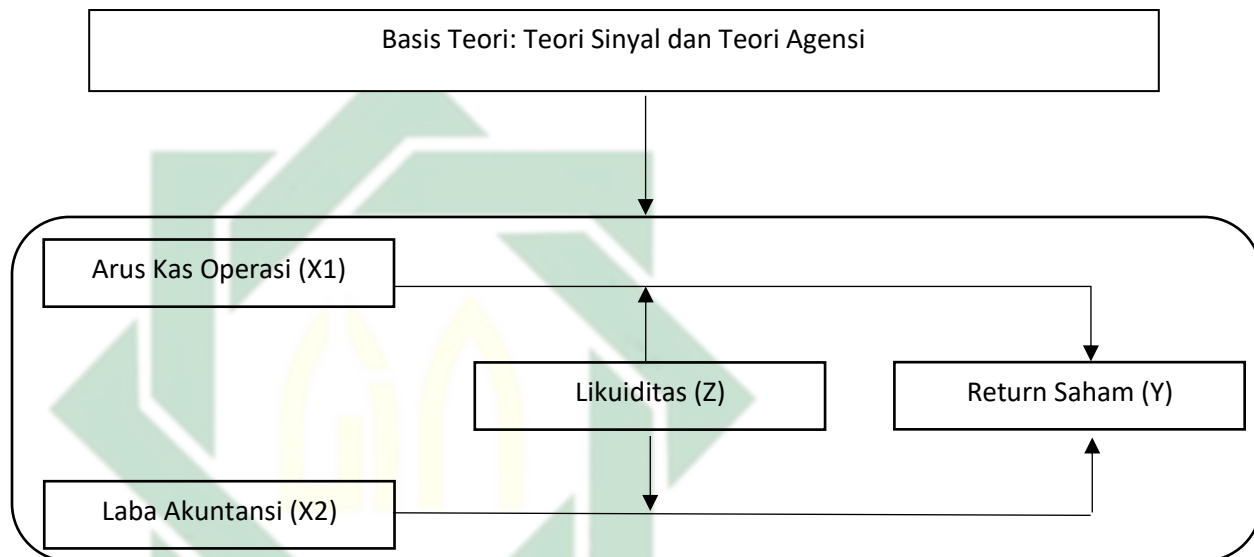 Basis Teori: Teori Sinyal dan Teori Agensi
Arus Kas Operasi (X1)
Likuiditas (Z)
Return Saham (Y)
Laba Akuntansi (X2)